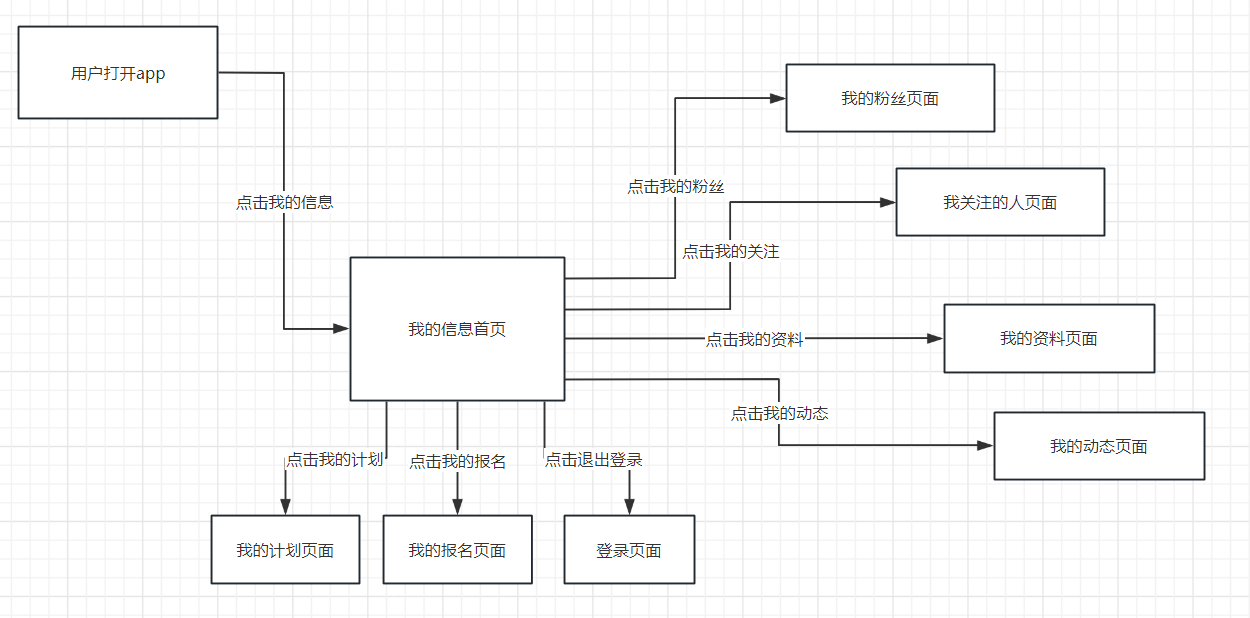 用户打开app
我的粉丝页面
点击我的粉丝
点击我的信息
我关注的人页面
点击我的关注
我的信息首页
点击我的资料
我的资料页面
点击我的动态
我的动态页面
点击我的计划
点击我的报名
点击退出登录
我的计划页面
我的报名页面
登录页面